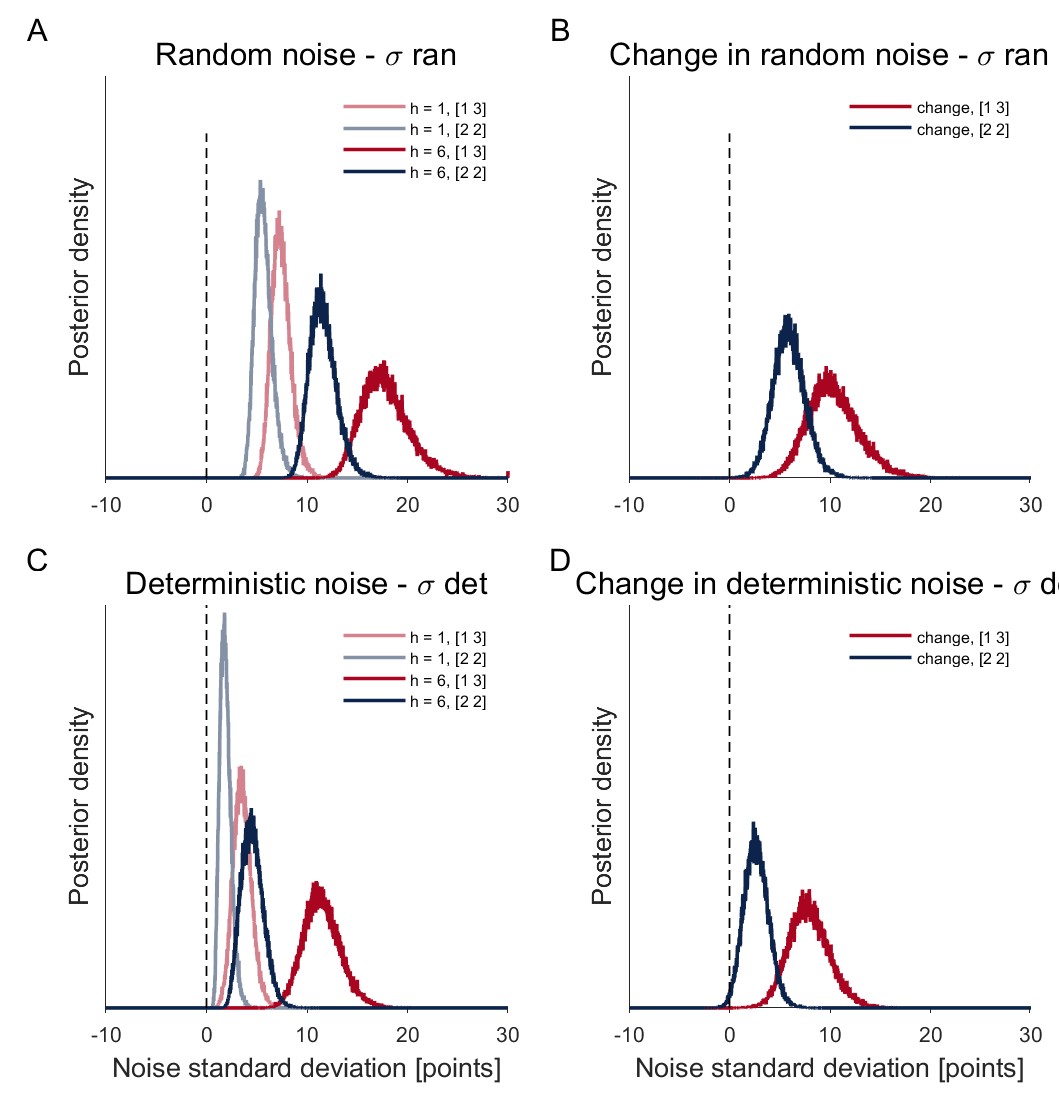 A
Random noise - σ ran
h = 1, [1 3]
h = 1, [2 2]
h = 6, [1 3]
h = 6, [2 2]
Posterior density
-10 0 10 20 30
B
Change in random noise - σ ran
change, [1 3]
change, [2 2]
Posterior density
-10 0 10 20 30
C
Deterministic noise - σ det
h = 1, [1 3]
h = 1, [2 2]
h = 6, [1 3]
h = 6, [2 2]
Posterior density
-10 0 10 20 30
Noise standard deviation [points]
D
Change in deterministic noise - σ de
change, [1 3]
change, [2 2]
Posterior density
-10 0 10 20 30
Noise standard deviation [points]